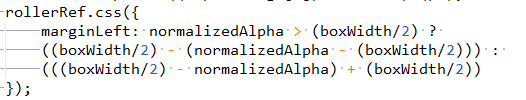 rollerRef.css({
marginLeft: normalizedAlpha > (boxWidth/2) ?
((boxWidth/2) - (normalizedAlpha - (boxWidth/2))) :
(((boxWidth/2) - normalizedAlpha) + (boxWidth/2))
});